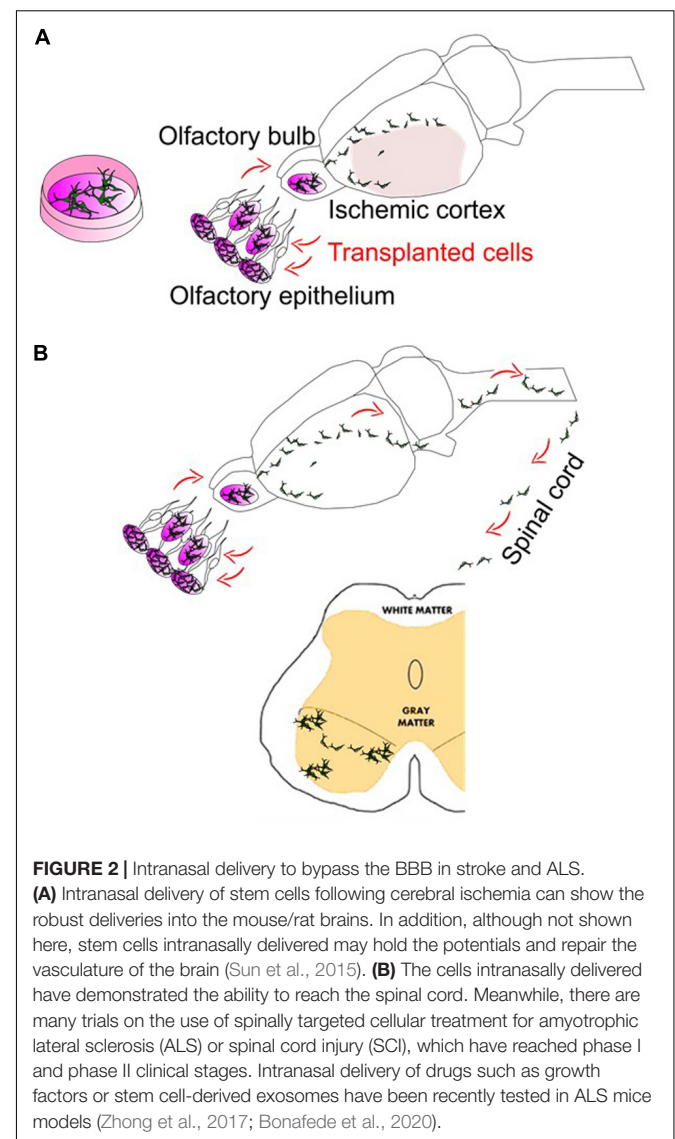 A
Olfactory bulb
Ischemic cortex
Transplanted cells
Olfactory epithelium
B
Spinal cord
WHITE MATTER
GRAY
MATTER
FIGURE 2 | Intranasal delivery to bypass the BBB in stroke and ALS.
(A) Intranasal delivery of stem cells following cerebral ischemia can show the
robust deliveries into the mouse/rat brains. In addition, although not shown
here, stem cells intranasally delivered may hold the potentials and repair the
vasculature of the brain (Sun et al., 2015). (B) The cells intranasally delivered
have demonstrated the ability to reach the spinal cord. Meanwhile, there are
many trials on the use of spinally targeted cellular treatment for amyotrophic
lateral sclerosis (ALS) or spinal cord injury (SCI), which have reached phase I
and phase II clinical stages. Intranasal delivery of drugs such as growth
factors or stem cell-derived exosomes have been recently tested in ALS mice
models (Zhong et al., 2017; Bonafede et al., 2020).